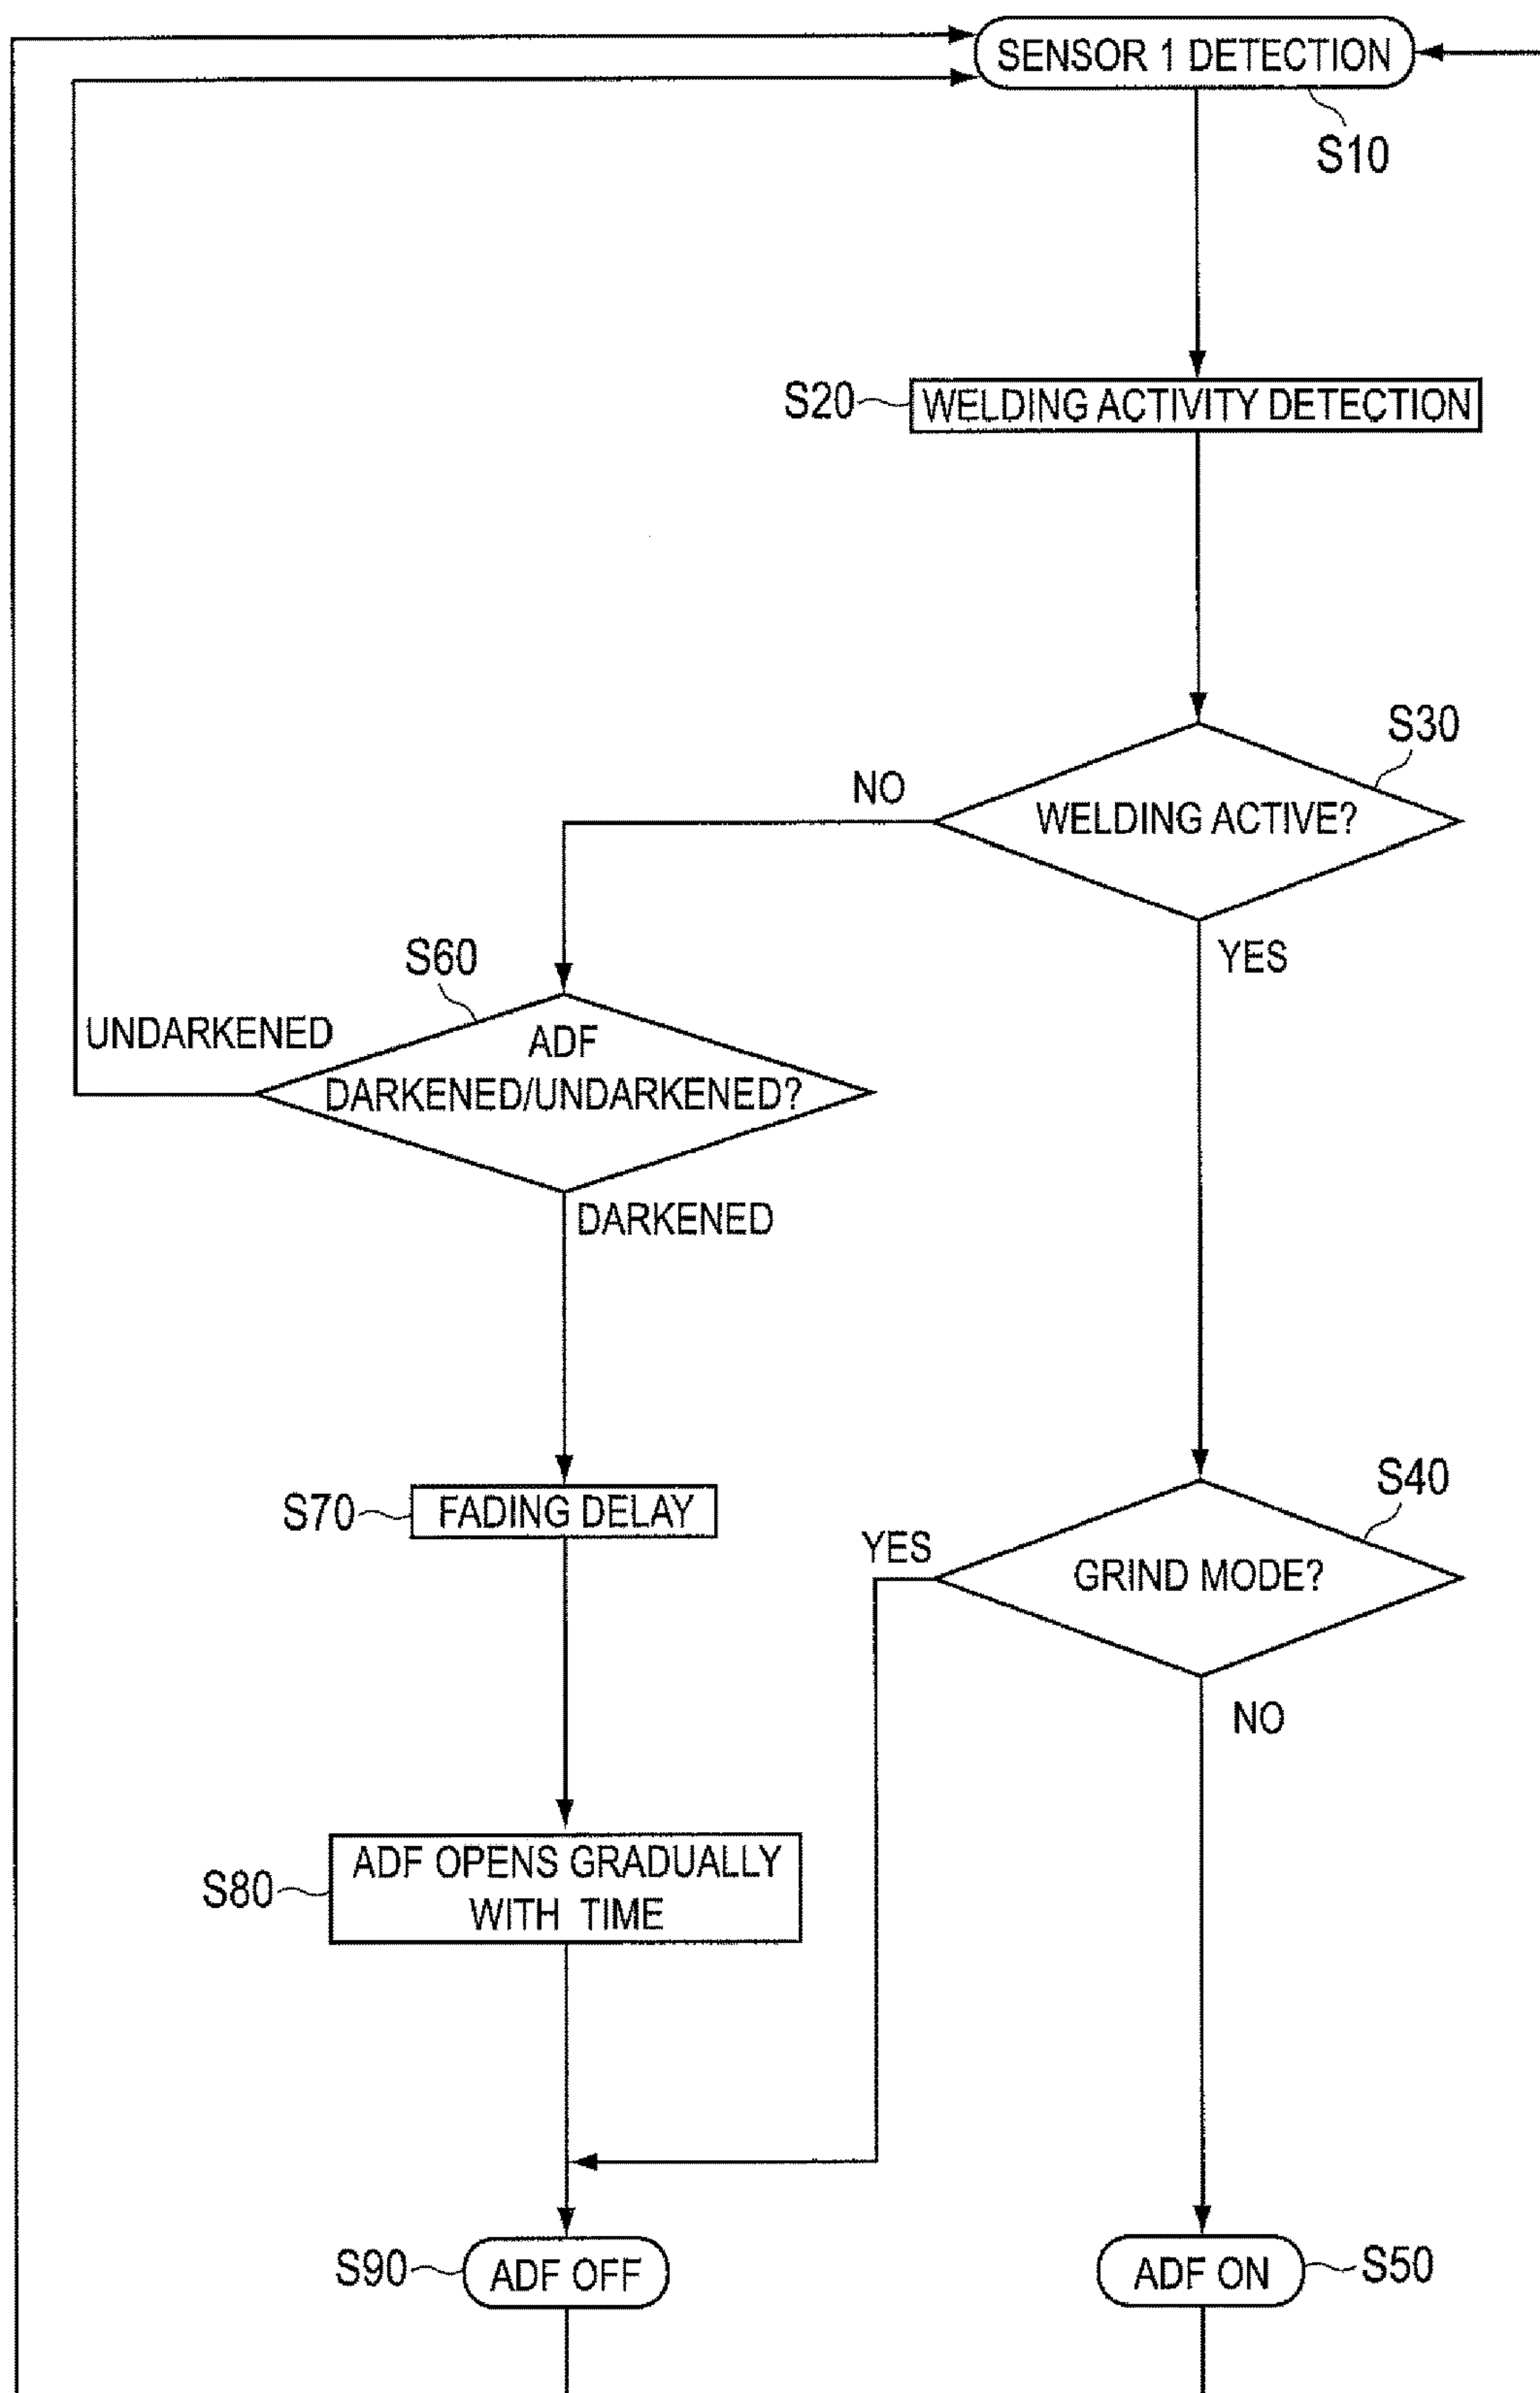 SENSOR 1 DETECTION
S10
S20
WELDING ACTIVITY DETECTION
S30
NO
WELDING ACTIVE?
YES
S60
UNDARKENED
ADF
DARKENED/UNDARKENED?
DARKENED
S40
S70
FADING DELAY
YES
GRIND MODE?
NO
S80
ADF OPENS GRADUALLY
WITH TIME
S90
ADF OFF
ADF ON
S50